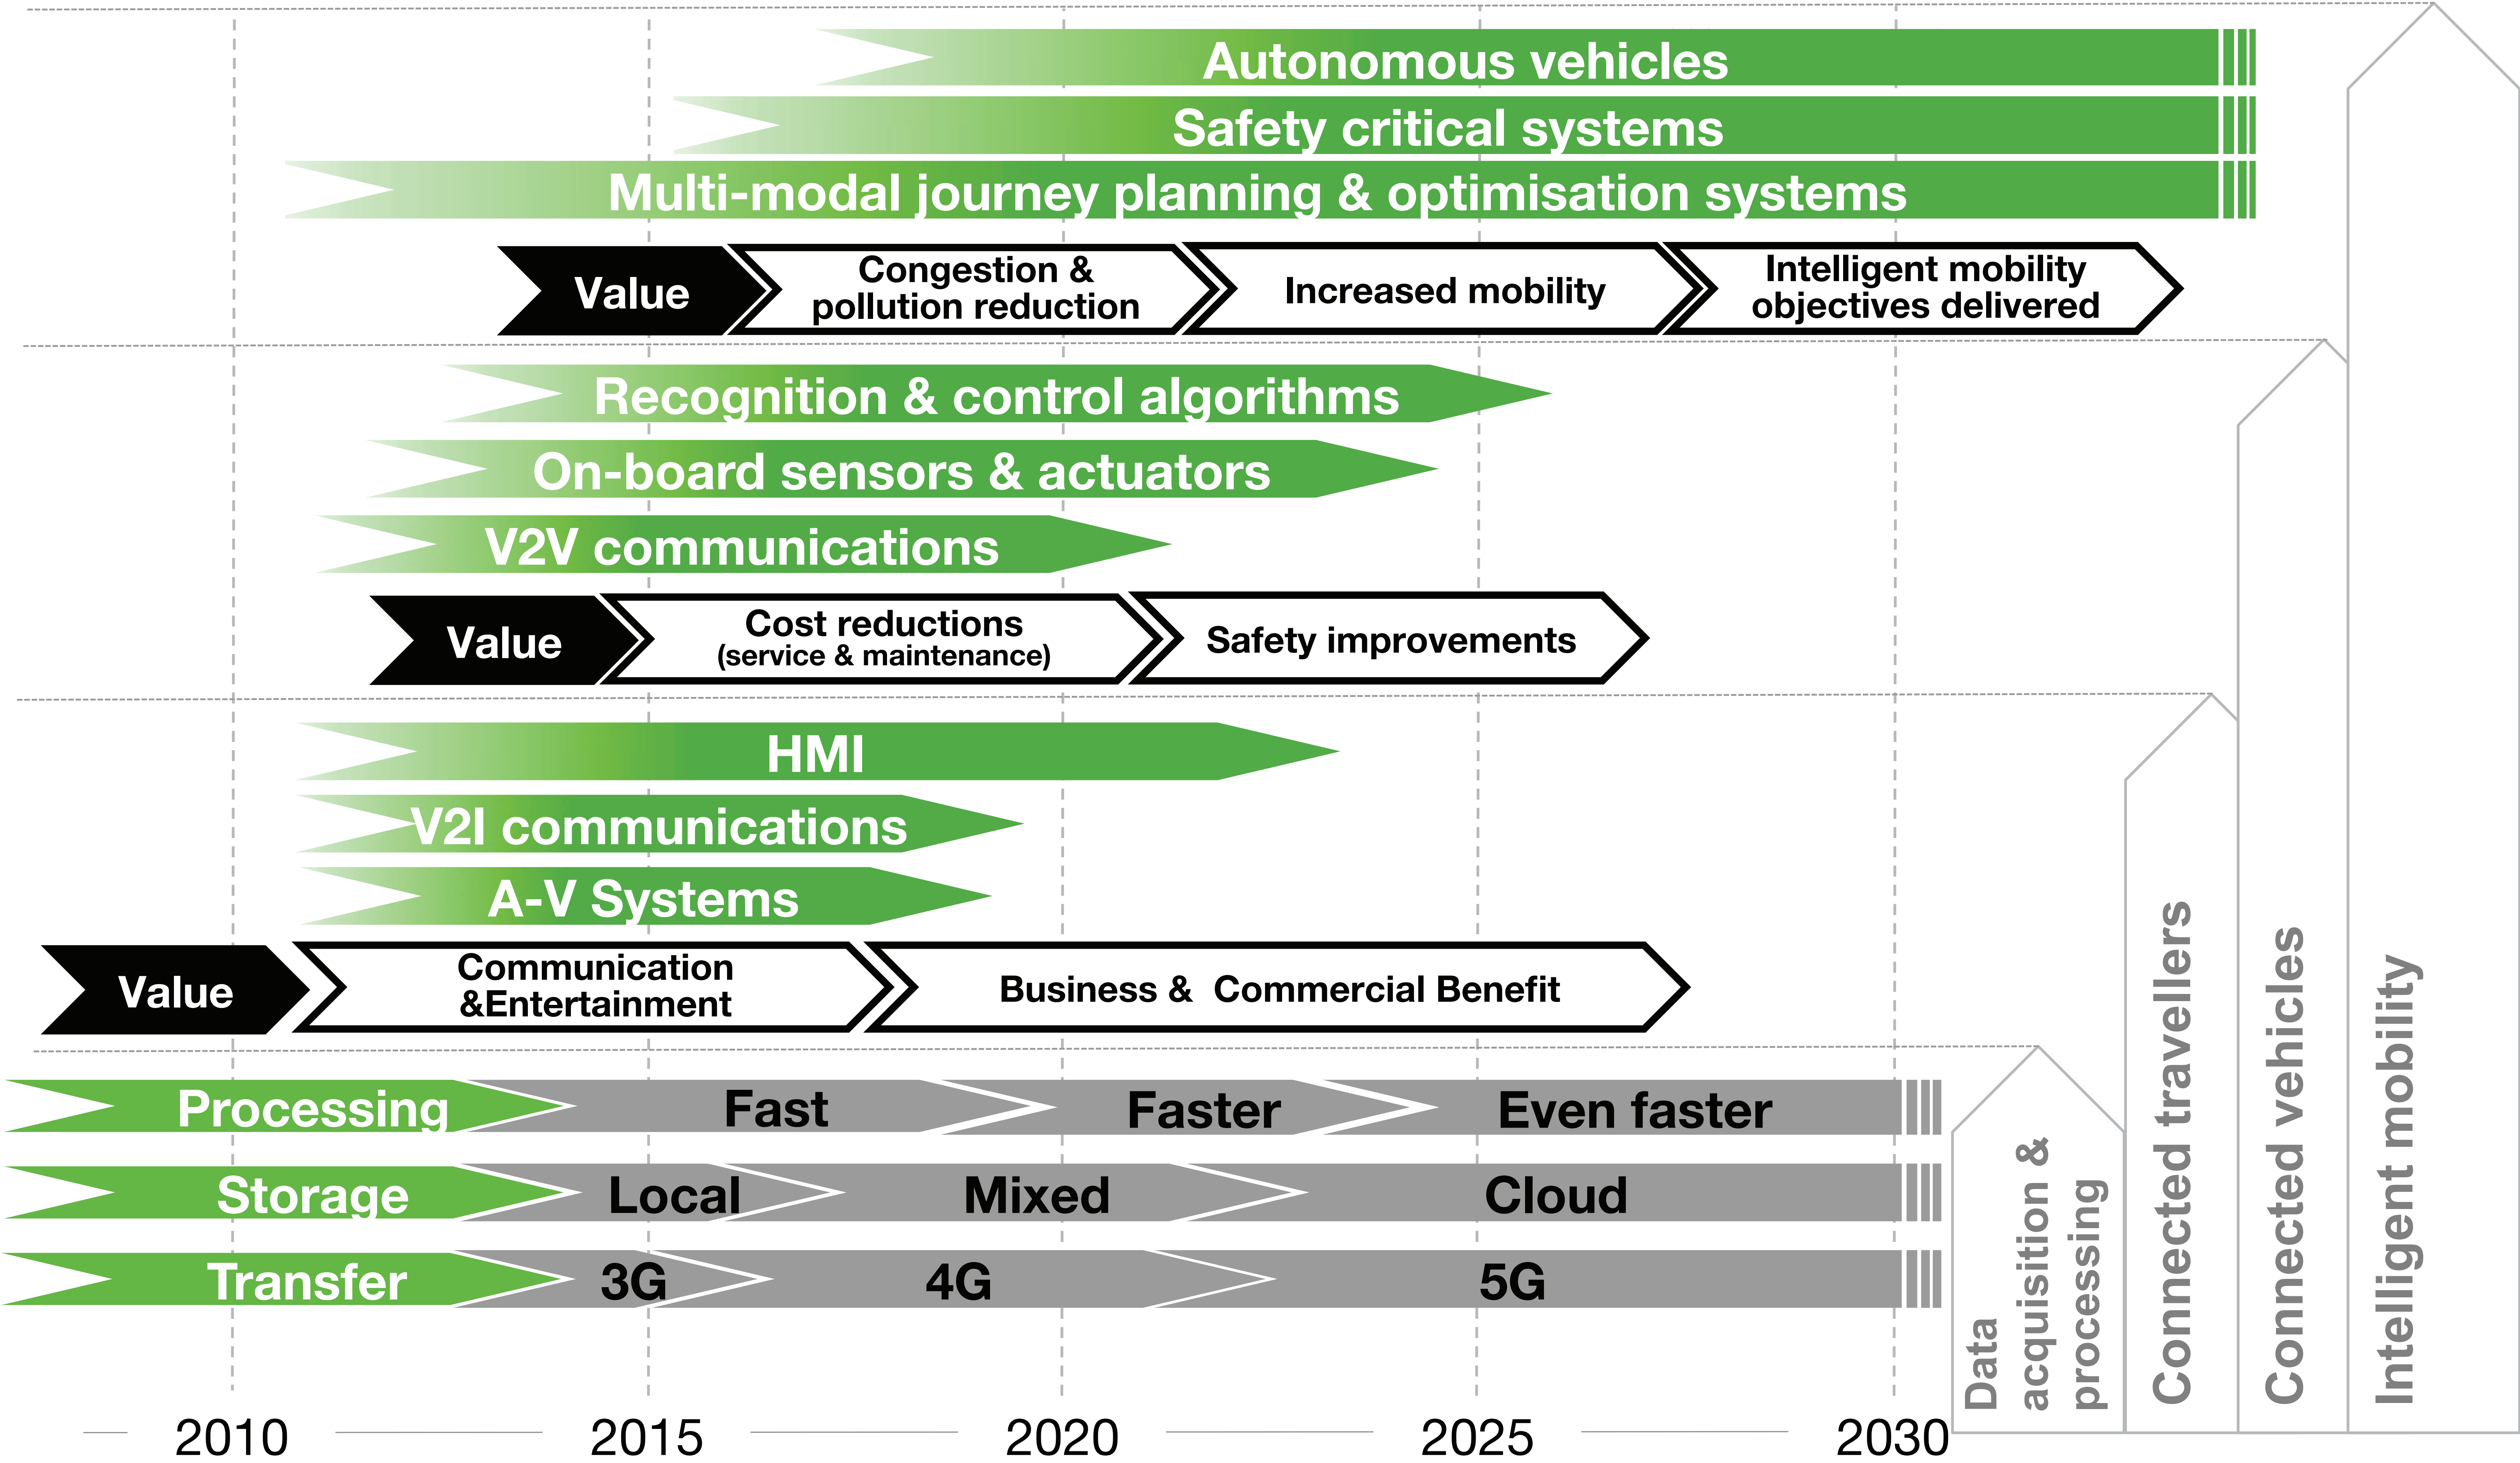 Autonomous vehicles
Safety critical systems
Multi-modal journey planning & optimisation systems
Value
Congestion &
pollution reduction
Increased mobility
Intelligent mobility
objectives delivered
Recognition & control algorithms
On-board sensors & actuators
V2V communications
Value
Cost reductions
(service & maintenance)
Safety improvements
HMI
V2I communications
A-V Systems
Value
Communication
&Entertainment
Business & Commercial Benefit
Processing
Fast
Faster
Even faster
Storage
Local
Mixed
Cloud
Transfer
3G
4G
5G
2010
2015
2020
2025
2030
Data
acquisition &
processing
Connected travellers
Connected vehicles
Intelligent mobility